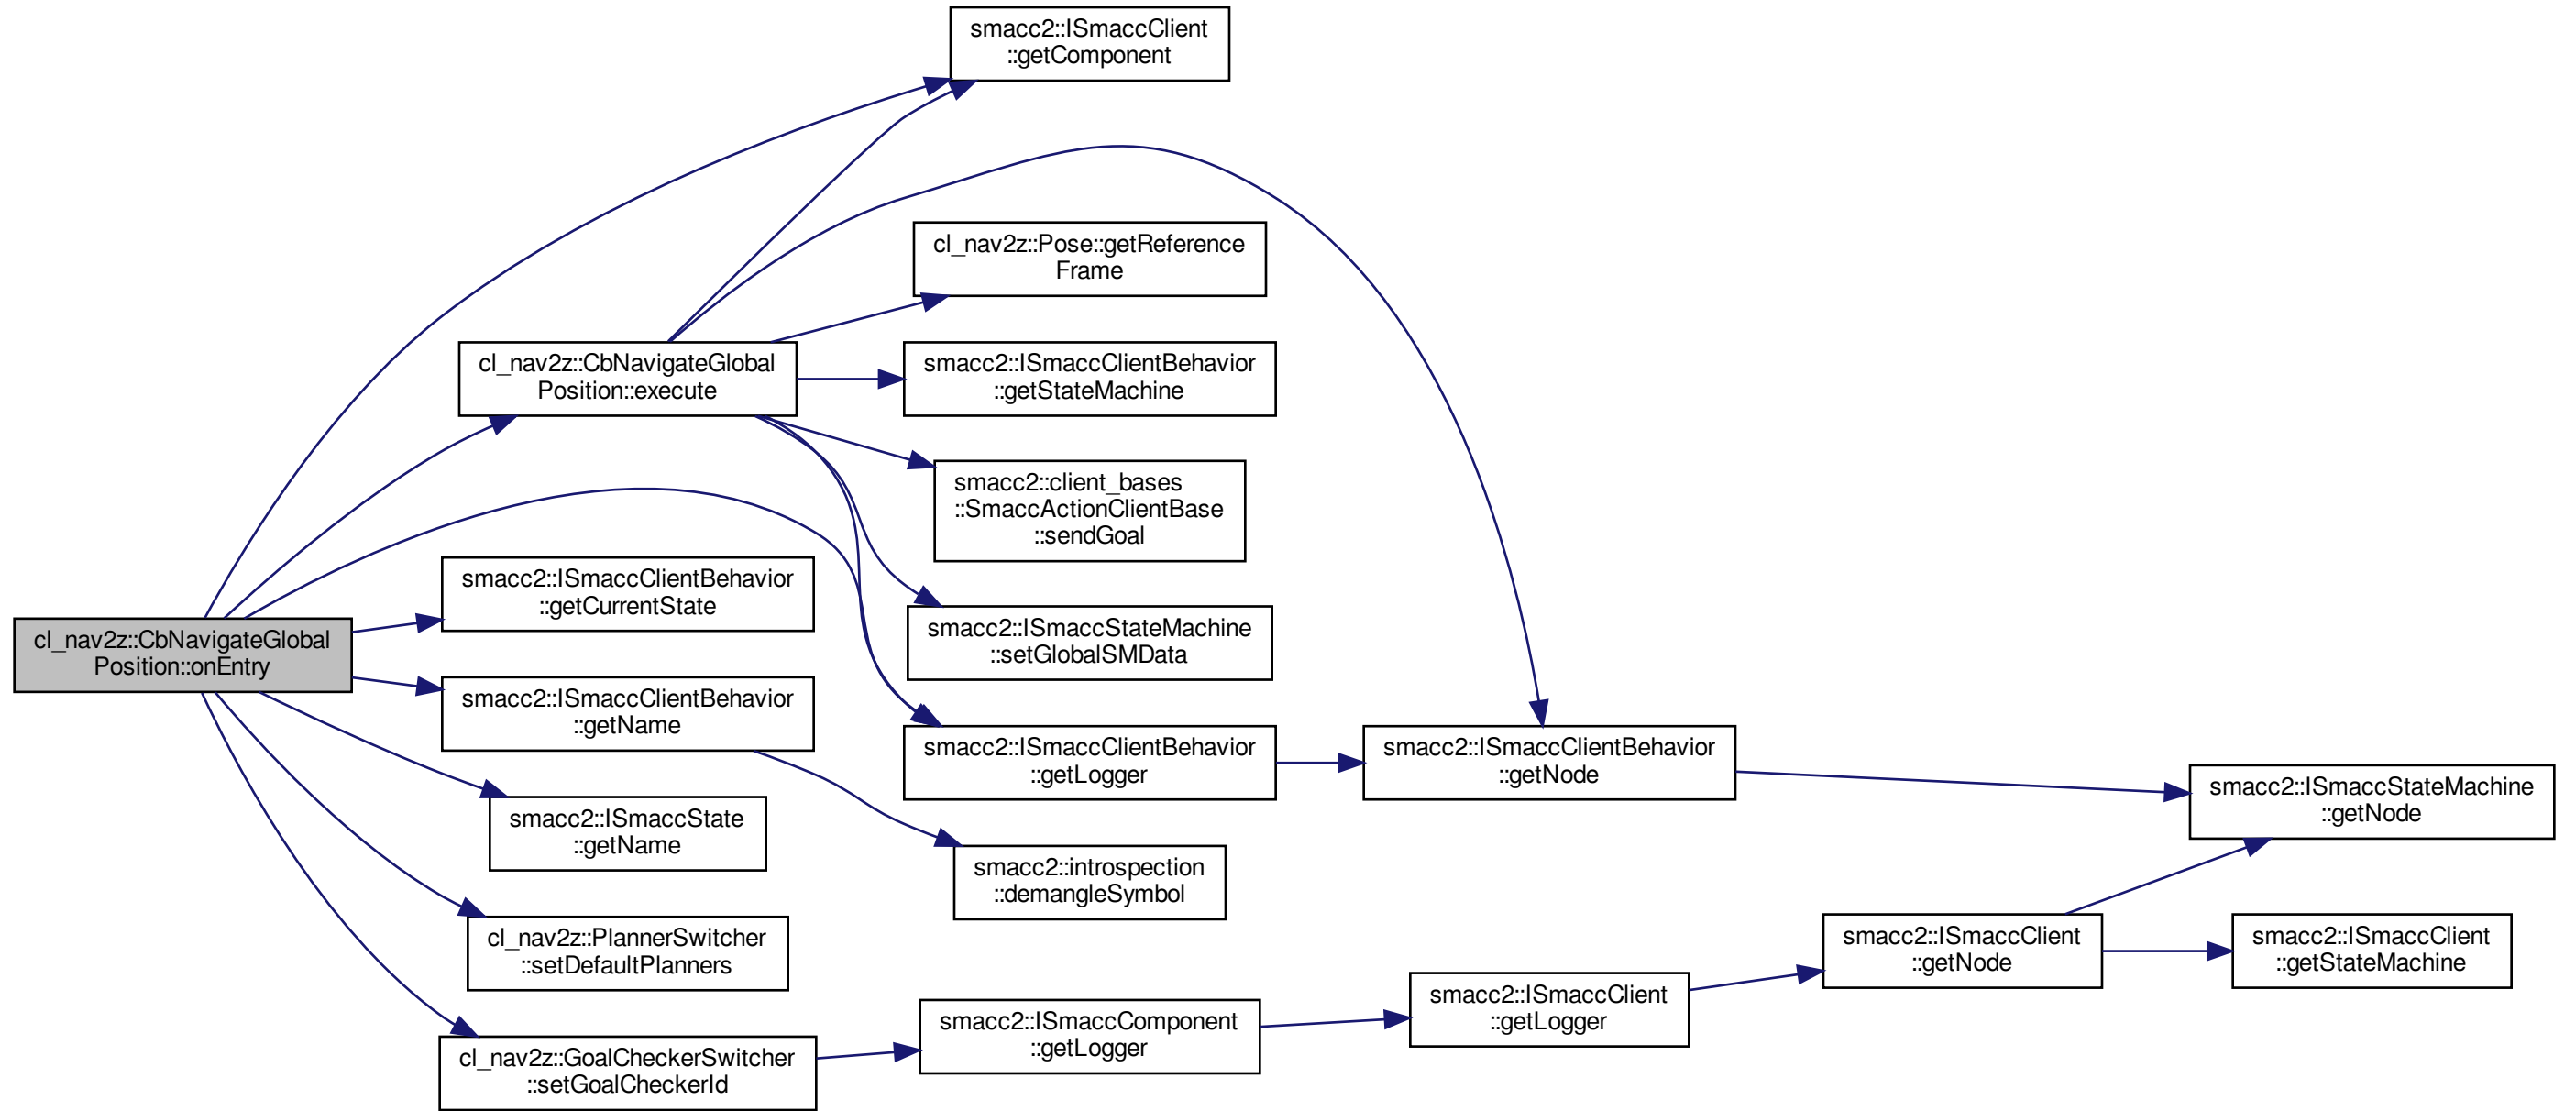 smacc2::ISmaccClient
::getComponent
cl_nav2z::Pose::getReference
Frame
cl_nav2z::CbNavigateGlobal
Position::execute
smacc2::ISmaccClientBehavior
::getStateMachine
smacc2::client_bases
::SmaccActionClientBase
::sendGoal
smacc2::ISmaccClientBehavior
::getCurrentState
smacc2::ISmaccStateMachine
::setGlobalSMData
cl_nav2z::CbNavigateGlobal
Position::onEntry
smacc2::ISmaccClientBehavior
::getName
smacc2::ISmaccClientBehavior
::getLogger
smacc2::ISmaccClientBehavior
::getNode
smacc2::ISmaccStateMachine
::getNode
smacc2::ISmaccState
::getName
smacc2::introspection
::demangleSymbol
cl_nav2z::PlannerSwitcher
::setDefaultPlanners
smacc2::ISmaccClient
::getNode
smacc2::ISmaccClient
::getStateMachine
smacc2::ISmaccClient
::getLogger
smacc2::ISmaccComponent
::getLogger
cl_nav2z::GoalCheckerSwitcher
::setGoalCheckerId